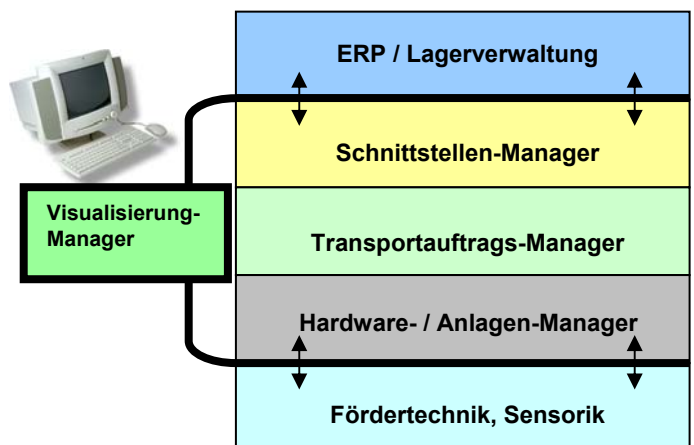 ERP / Lagerverwaltung
Schnittstellen-Manager
Visualisierung-
Manager
Transportauftrags-Manager
Hardware- / Anlagen-Manager
Fördertechnik, Sensorik